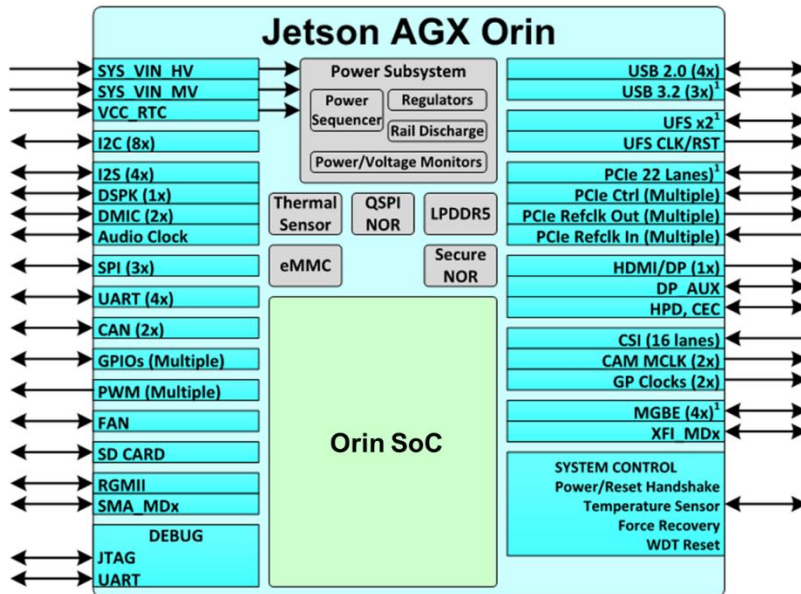 Jetson AGX Orin
SYS_VIN_HV
SYS_VIN_MV
VCC_RTC
I2C (8x)
I2S (4x)
DSPK (1x)
DMIC (2x)
Audio Clock
SPI (3x)
UART (4x)
CAN (2x)
GPIOs (Multiple)
PWM (Multiple)
FAN
SD CARD
RGMII
SMA_MDx
DEBUG
JTAG
UART
Power Subsystem
Power
Sequencer
Regulators
Rail Discharge
Power/Voltage Monitors
Thermal
Sensor
QSPI
NOR
LPDDR5
eMMC
Secure
NOR
Orin SoC
USB 2.0 (4x)
USB 3.2 (3x)¹
UFS x2¹
UFS CLK/RST
PCIe 22 Lanes)¹
PCIe Ctrl (Multiple)
PCIe Refclk Out (Multiple)
PCIe Refclk In (Multiple)
HDMI/DP (1x)
DP_AUX
HPD, CEC
CSI (16 lanes)
CAM MCLK (2x)
GP Clocks (2x)
MGBE (4x)¹
XFI_MDx
SYSTEM CONTROL
Power/Reset Handshake
Temperature Sensor
Force Recovery
WDT Reset